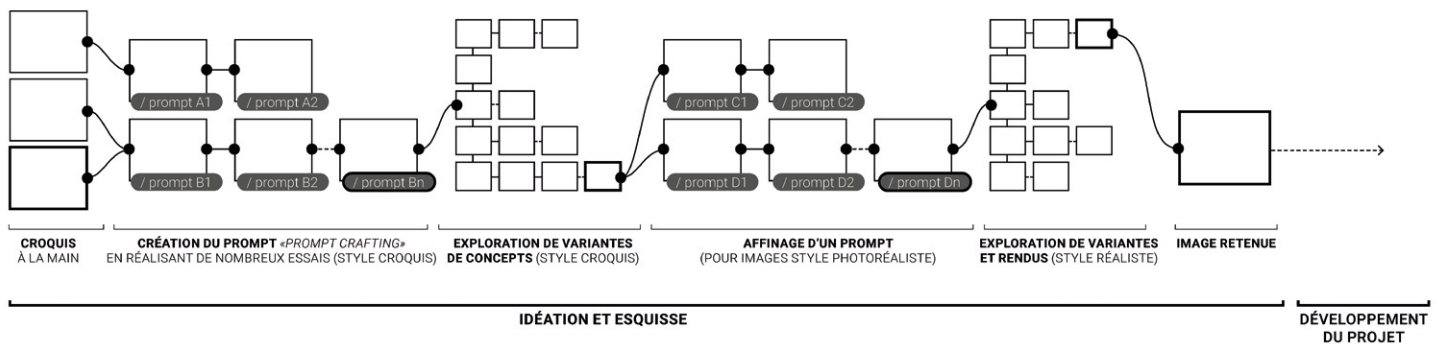 / prompt A1
/ prompt A2
/ prompt B1
/ prompt B2
/ prompt Bn
/ prompt C1
/ prompt C2
/ prompt D1
/ prompt D2
/ prompt Dn
CROQUIS
À LA MAIN
CRÉATION DU PROMPT «PROMPT CRAFTING»
EN RÉALISANT DE NOMBREUX ESSAIS (STYLE CROQUIS)
EXPLORATION DE VARIANTES
DE CONCEPTS (STYLE CROQUIS)
AFFINAGE D'UN PROMPT
(POUR IMAGES STYLE PHOTORÉALISTE)
EXPLORATION DE VARIANTES
ET RENDUS (STYLE RÉALISTE)
IMAGE RETENUE
IDÉATION ET ESQUISSE
DÉVELOPPEMENT
DU PROJET